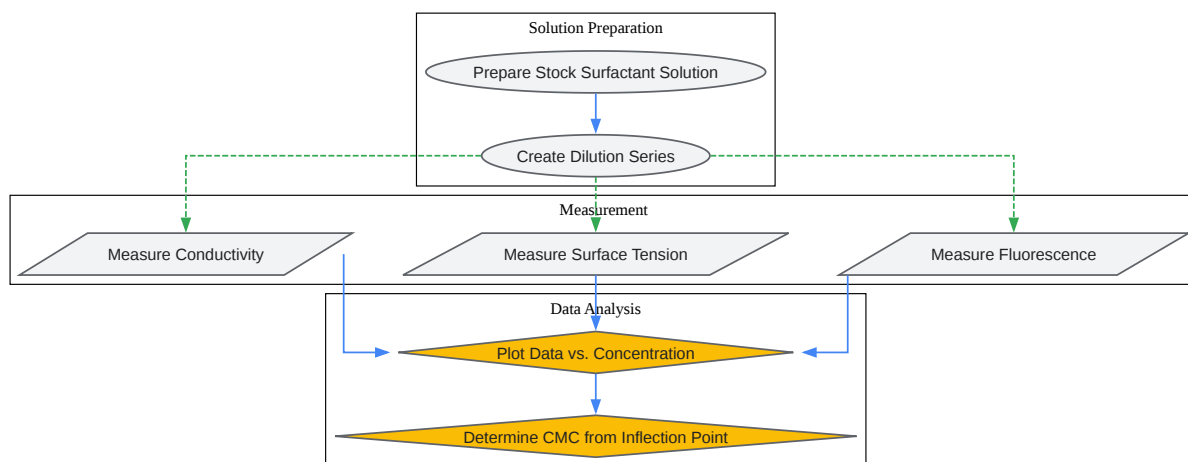 Solution Preparation
Prepare Stock Surfactant Solution
Create Dilution Series
Measurement
Measure Conductivity
Measure Surface Tension
Measure Fluorescence
Data Analysis
Plot Data vs. Concentration
Determine CMC from Inflection Point